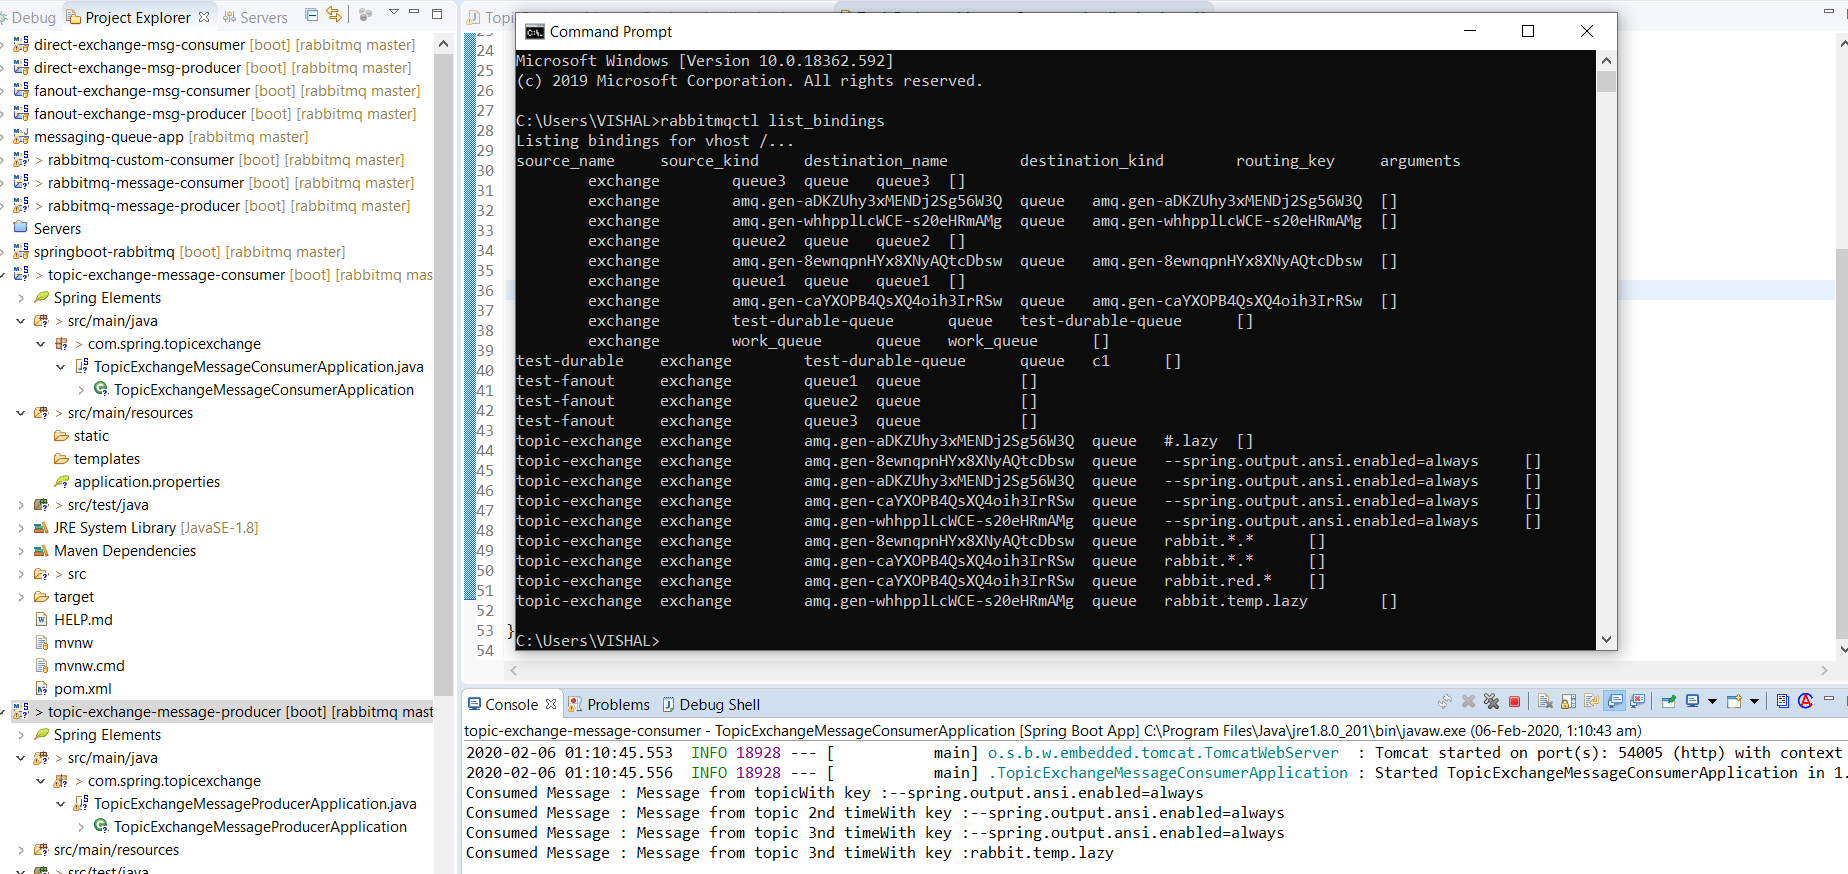 Debug Project Explorer Servers
direct-exchange-msg-consumer [boot] [rabbitmq master]
direct-exchange-msg-producer [boot] [rabbitmq master]
fanout-exchange-msg-consumer [boot] [rabbitmq master]
fanout-exchange-msg-producer [boot] [rabbitmq master]
messaging-queue-app [rabbitmq master]
> rabbitmq-custom-consumer [boot] [rabbitmq master]
> rabbitmq-message-consumer [boot] [rabbitmq master]
> rabbitmq-message-producer [boot] [rabbitmq master]
Servers
springboot-rabbitmq [boot] [rabbitmq master]
> topic-exchange-message-consumer [boot] [rabbitmq mas
Spring Elements
> src/main/java
> com.spring.topicexchange
TopicExchangeMessageConsumerApplication.java
TopicExchangeMessageConsumerApplication
> src/main/resources
static
templates
application.properties
> src/test/java
JRE System Library [JavaSE-1.8]
Maven Dependencies
> src
target
HELP.md
mvnw
mvnw.cmd
pom.xml
> topic-exchange-message-producer [boot] [rabbitmq mast
Spring Elements
> src/main/java
> com.spring.topicexchange
TopicExchangeMessageProducerApplication.java
TopicExchangeMessageProducerApplication
> src/main/resources
> src/test/java
24
25
26
27
28
29
30
31
32
33
34
35
36
37
38
39
40
41
42
43
44
45
46
47
48
49
50
51
52
53 }
54
Command Prompt
Microsoft Windows [Version 10.0.18362.592]
(c) 2019 Microsoft Corporation. All rights reserved.
C:\Users\VISHAL>rabbitmqctl list_bindings
Listing bindings for vhost /...
source_name source_kind destination_name destination_kind routing_key arguments
exchange queue3 queue queue3 []
exchange amq.gen-aDKZUhy3xMENDj2Sg56W3Q queue amq.gen-aDKZUhy3xMENDj2Sg56W3Q []
exchange amq.gen-whhpplLcWCE-s20eHRmAMg queue amq.gen-whhpplLcWCE-s20eHRmAMg []
exchange queue2 queue queue2 []
exchange amq.gen-8ewnqpnHYx8XNyAQtcDbsw queue amq.gen-8ewnqpnHYx8XNyAQtcDbsw []
exchange queue1 queue queue1 []
exchange amq.gen-caYXOPB4QsXQ4oih3IrRSw queue amq.gen-caYXOPB4QsXQ4oih3IrRSw []
exchange test-durable-queue queue test-durable-queue []
exchange work_queue queue work_queue []
test-durable exchange test-durable-queue queue c1 []
test-fanout exchange queue1 queue []
test-fanout exchange queue2 queue []
test-fanout exchange queue3 queue []
topic-exchange exchange amq.gen-aDKZUhy3xMENDj2Sg56W3Q queue #.lazy []
topic-exchange exchange amq.gen-8ewnqpnHYx8XNyAQtcDbsw queue --spring.output.ansi.enabled=always []
topic-exchange exchange amq.gen-aDKZUhy3xMENDj2Sg56W3Q queue --spring.output.ansi.enabled=always []
topic-exchange exchange amq.gen-caYXOPB4QsXQ4oih3IrRSw queue --spring.output.ansi.enabled=always []
topic-exchange exchange amq.gen-whhpplLcWCE-s20eHRmAMg queue --spring.output.ansi.enabled=always []
topic-exchange exchange amq.gen-8ewnqpnHYx8XNyAQtcDbsw queue rabbit.*.* []
topic-exchange exchange amq.gen-caYXOPB4QsXQ4oih3IrRSw queue rabbit.*.* []
topic-exchange exchange amq.gen-caYXOPB4QsXQ4oih3IrRSw queue rabbit.red.* []
topic-exchange exchange amq.gen-whhpplLcWCE-s20eHRmAMg queue rabbit.temp.lazy []
C:\Users\VISHAL>
Console Problems Debug Shell
topic-exchange-message-consumer - TopicExchangeMessageConsumerApplication [Spring Boot App] C:\Program Files\Java\jre1.8.0_201\bin\javaw.exe (06-Feb-2020, 1:10:43 am)
2020-02-06 01:10:45.553 INFO 18928 --- [ main] o.s.b.w.embedded.tomcat.TomcatWebServer : Tomcat started on port(s): 54005 (http) with context
2020-02-06 01:10:45.556 INFO 18928 --- [ main] .TopicExchangeMessageConsumerApplication : Started TopicExchangeMessageConsumerApplication in 1.
Consumed Message : Message from topicWith key :--spring.output.ansi.enabled=always
Consumed Message : Message from topic 2nd timeWith key :--spring.output.ansi.enabled=always
Consumed Message : Message from topic 3nd timeWith key :--spring.output.ansi.enabled=always
Consumed Message : Message from topic 3nd timeWith key :rabbit.temp.lazy